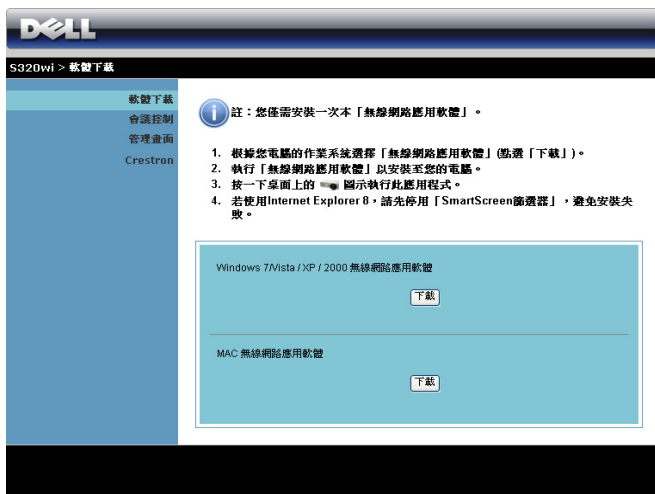 DELL
S320wi > 軟體下載
軟體下載
會議控制
管理畫面
Crestron
註：您僅需安裝一次本「無線網路應用軟體」。
1. 根據您電腦的作業系統選擇「無線網路應用軟體」(點選「下載」)。
2. 執行「無線網路應用軟體」以安裝至您的電腦。
3. 按一下桌面上的 圖示執行此應用程式。
4. 若使用Internet Explorer 8，請先停用「SmartScreen篩選器」，避免安裝失
敗。
Windows 7/Vista / XP / 2000 無線網路應用軟體
下載
MAC 無線網路應用軟體
下載